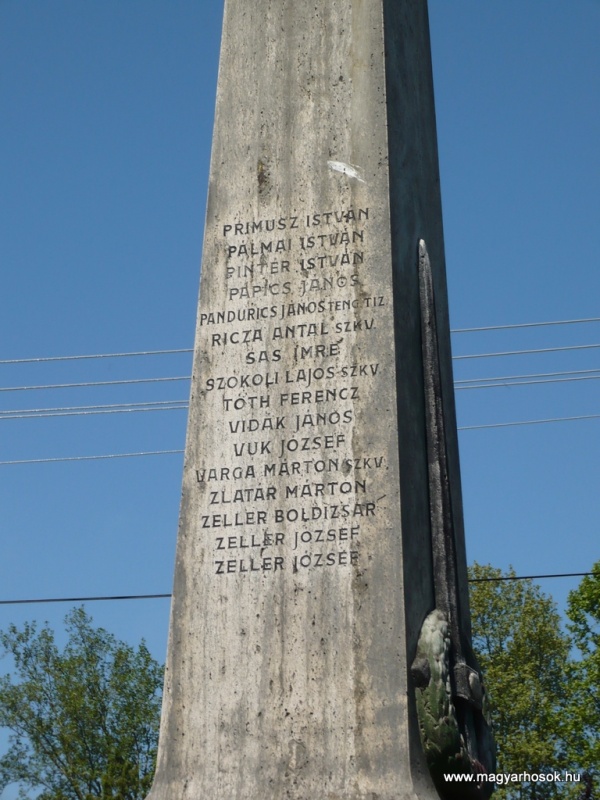 PRIMUSZ ISTVÁN
PÁLMAI ISTVÁN
PINTÉR ISTVÁN
PAPICS JÁNOS
PANDURICS JÁNOS TENG. TIZ.
RICZA ANTAL SZKV.
SAS IMRE
SZOKOLI LAJOS SZKV.
TÓTH FERENCZ
VIDÁK JÁNOS
VUK JÓZSEF
VARGA MÁRTON SZKV.
ZLATÁR MÁRTON
ZELLER BOLDIZSÁR
ZELLER JÓZSEF
ZELLER JÓZSEF
www.magyarhosok.hu